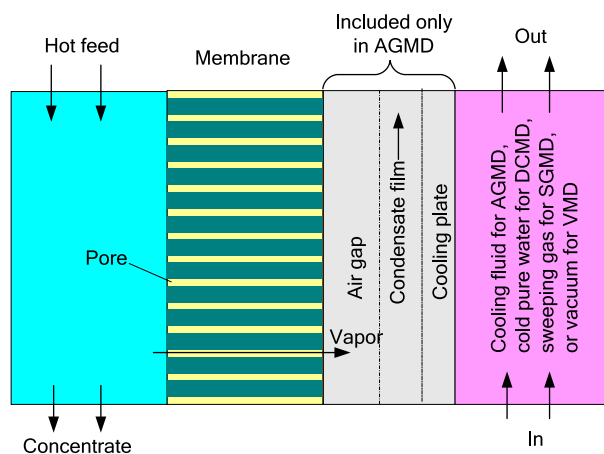 Included only
in AGMD
Hot feed
Membrane
Out
Pore
Vapor
Air gap
Condensate film
Cooling plate
Cooling fluid for AGMD,
cold pure water for DCMD,
sweeping gas for SGMD,
or vacuum for VMD
Concentrate
In